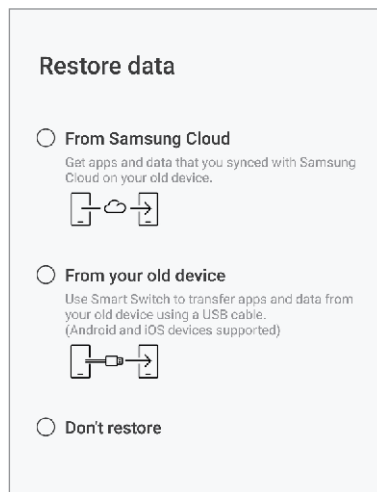 Restore data
From Samsung Cloud
Get apps and data that you synced with Samsung
Cloud on your old device.
From your old device
Use Smart Switch to transfer apps and data from
your old device using a USB cable.
(Android and iOS devices supported)
Don't restore